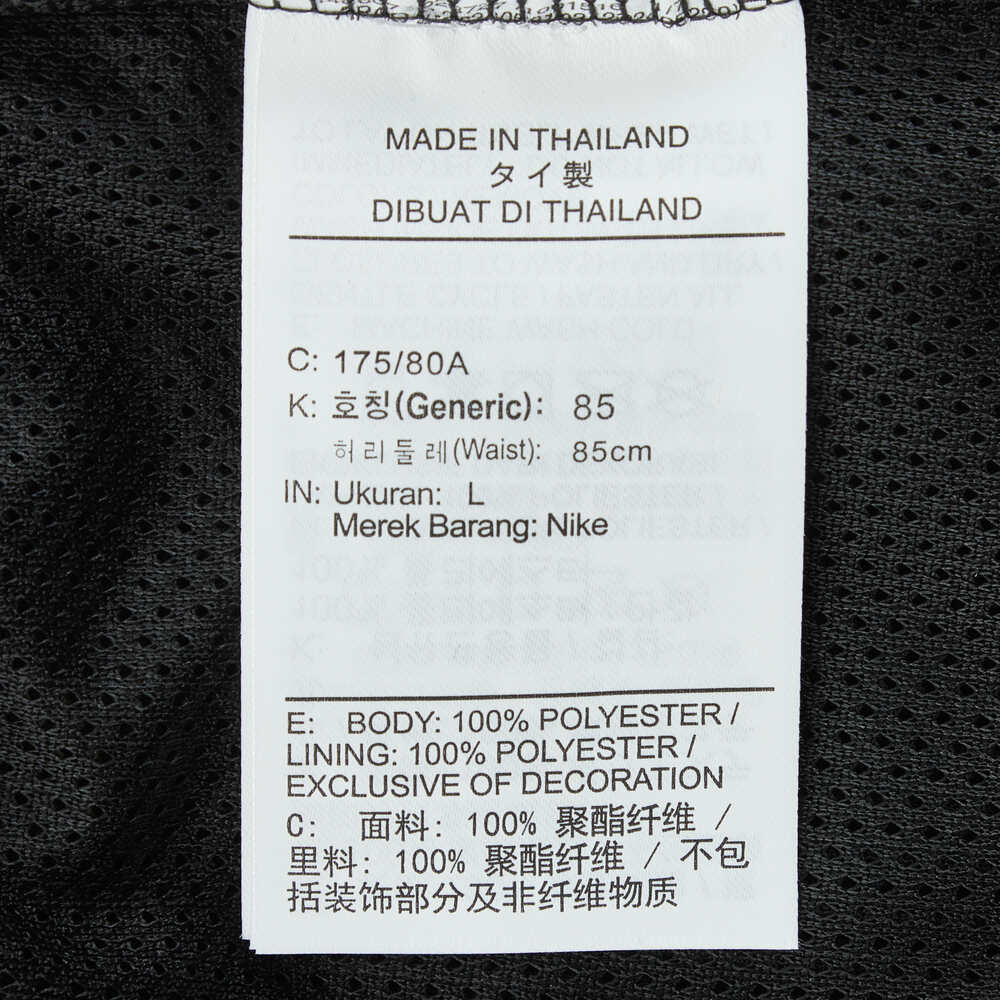 MADE IN THAILAND
タイ製
DIBUAT DI THAILAND
C: 175/80A
K: 호칭(Generic): 85
허리둘레(Waist): 85cm
IN: Ukuran: L
Merek Barang: Nike
E: BODY: 100% POLYESTER /
LINING: 100% POLYESTER /
EXCLUSIVE OF DECORATION
C: 面料: 100% 聚酯纤维 /
里料: 100% 聚酯纤维 / 不包
括装饰部分及非纤维物质